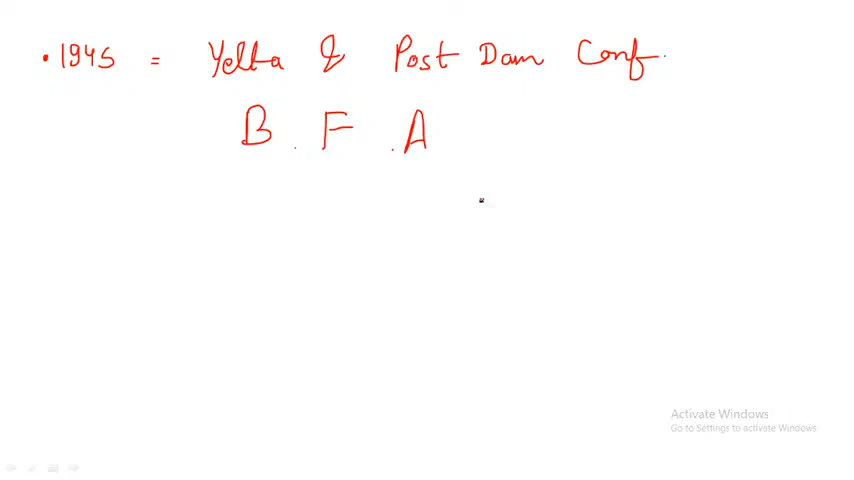 • 1945 = Yelta & Post Dam Conf.
B . F . A
Activate Windows
Go to Settings to activate Windows.